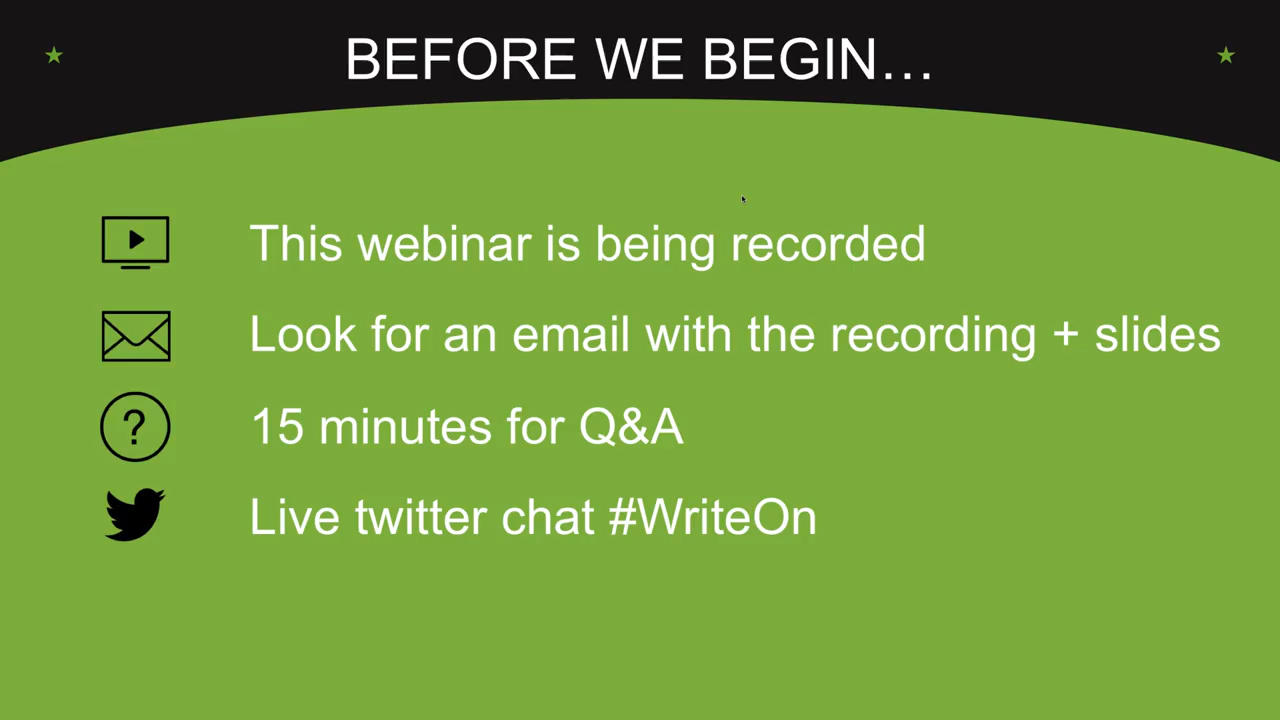 BEFORE WE BEGIN…
This webinar is being recorded
Look for an email with the recording + slides
?
15 minutes for Q&A
Live twitter chat #WriteOn